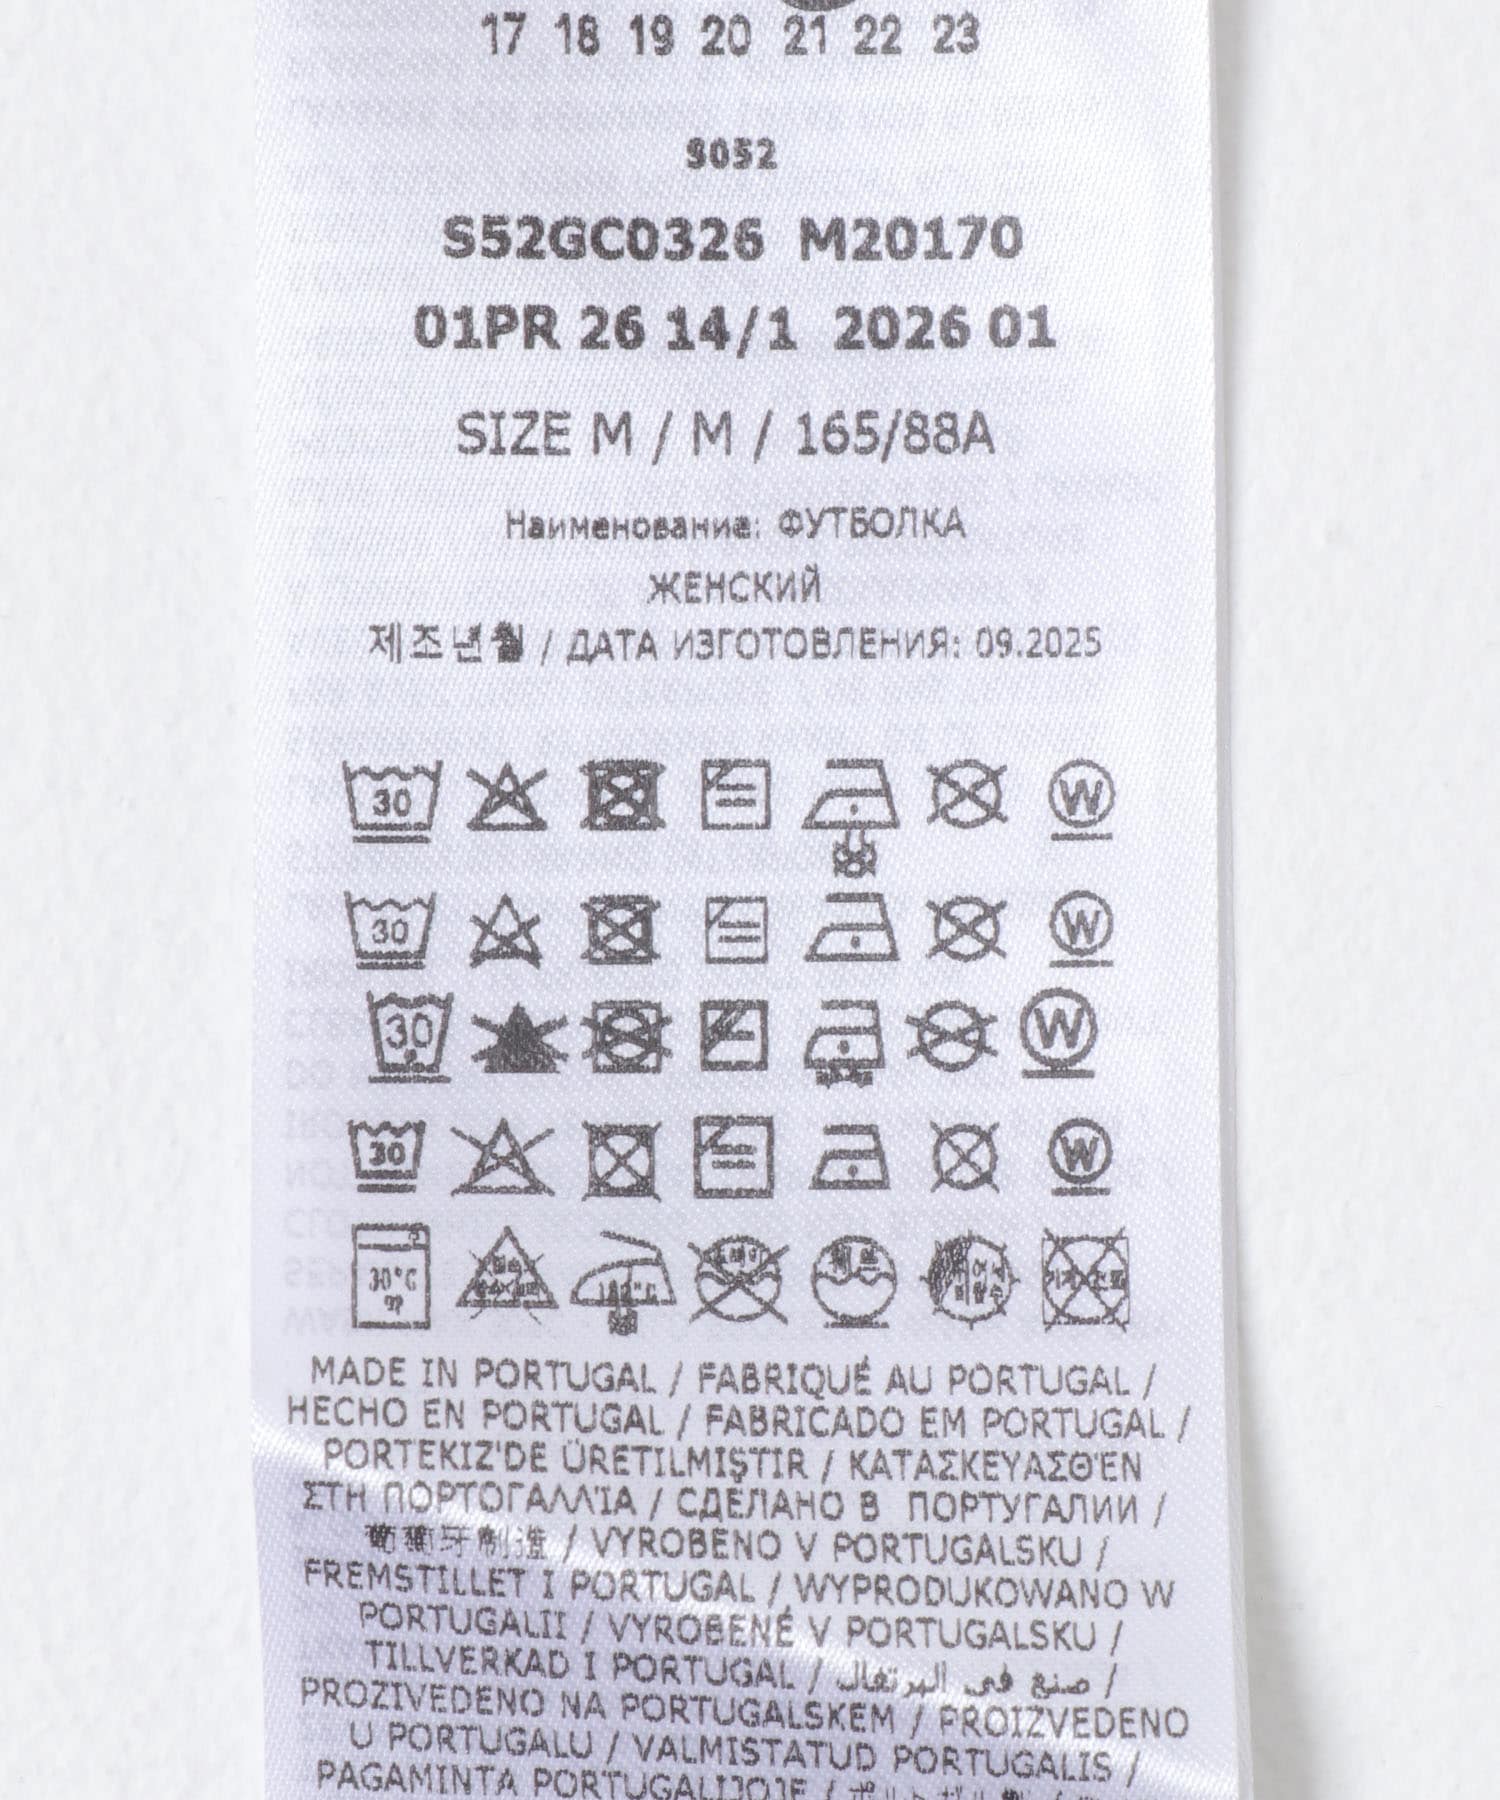 17 18 19 20 21 22 23
S052
S52GC0326 M20170
01PR 26 14/1 2026 01
SIZE M / M / 165/88A
Наименование: ФУТБОЛКА
ЖЕНСКИЙ
제조년월 / ДАТА ИЗГОТОВЛЕНИЯ: 09.2025
30 W
30 W
30 W
30 W
30°C
MADE IN PORTUGAL / FABRIQUÉ AU PORTUGAL /
HECHO EN PORTUGAL / FABRICADO EM PORTUGAL /
PORTEKIZ'DE ÜRETILMIŞTIR / ΚΑΤΑΣΚΕΥΑΣΘ'ΕΝ
ΣΤΗ ΠΟΡΤΟΓΑΛΛ'ΙΑ / СДЕЛАНО В ПОРТУГАЛИИ /
葡萄牙制造 / VYROBENO V PORTUGALSKU /
FREMSTILLET I PORTUGAL / WYPRODUKOWANO W
PORTUGALII / VYROBENÉ V PORTUGALSKU /
TILLVERKAD I PORTUGAL / صنع في البرتغال /
PROZIVEDENO NA PORTUGALSKEM / PROIZVEDENO
U PORTUGALU / VALMISTATUD PORTUGALIS /
PAGAMINTA PORTUGALIJOJE /